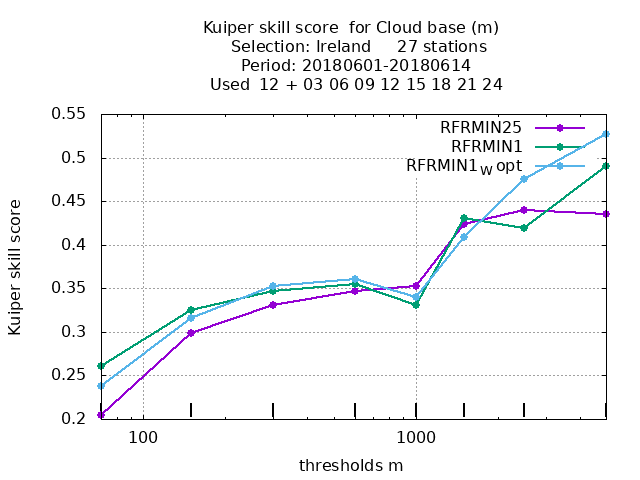 Kuiper skill score  for Cloud base (m)
Selection: Ireland     27 stations
Period: 20180601-20180614
Used  12 + 03 06 09 12 15 18 21 24
0.55
0.5
0.45
0.4
0.35
0.3
0.25
0.2
Kuiper skill score
RFRMIN25
RFRMIN1
RFRMIN1W opt
100
1000
thresholds m